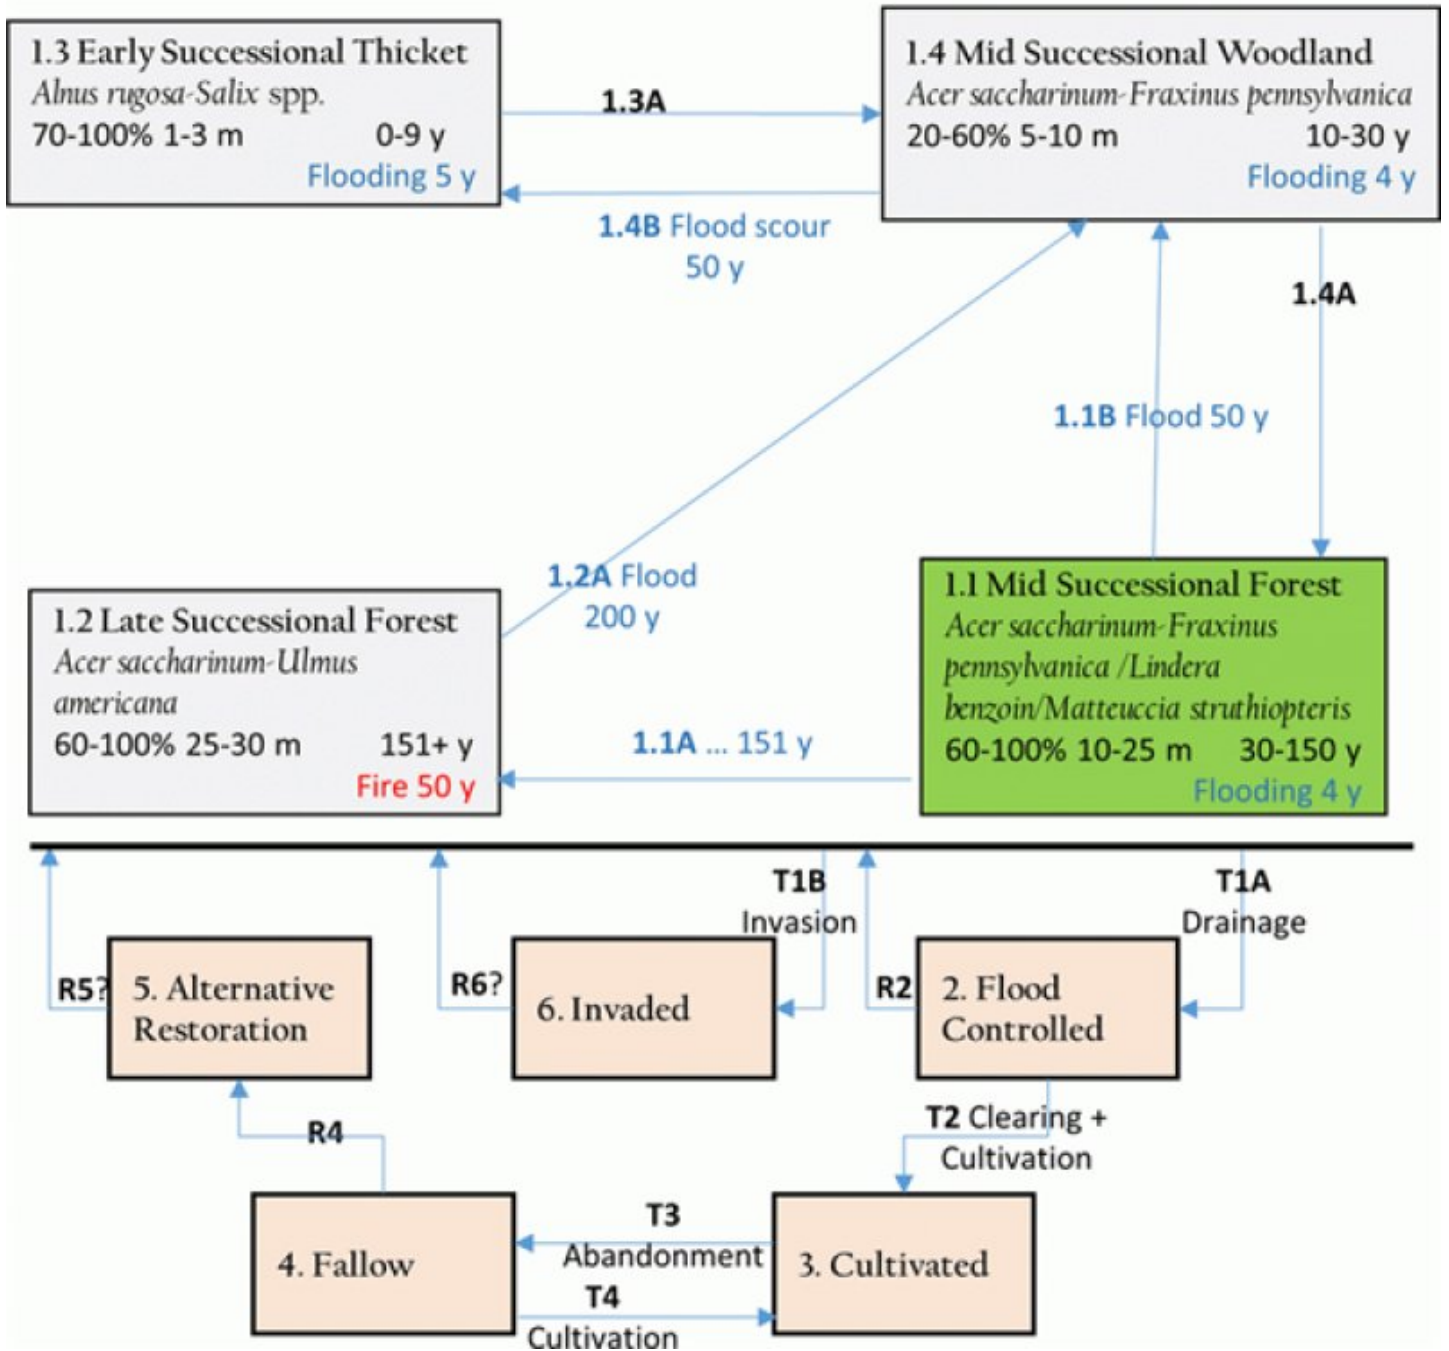 1.3 Early Successional Thicket
Alnus rugosa-Salix spp.
70-100% 1-3 m 0-9 y
Flooding 5 y
1.3A
1.4 Mid Successional Woodland
Acer saccharinum-Fraxinus pennsylvanica
20-60% 5-10 m 10-30 y
Flooding 4 y
1.4B Flood scour
50 y
1.4A
1.1B Flood 50 y
1.2A Flood
200 y
1.2 Late Successional Forest
Acer saccharinum-Ulmus
americana
60-100% 25-30 m 151+ y
Fire 50 y
1.1A ... 151 y
1.1 Mid Successional Forest
Acer saccharinum-Fraxinus
pennsylvanica /Lindera
benzoin/Matteuccia struthiopteris
60-100% 10-25 m 30-150 y
Flooding 4 y
T1B
Invasion
T1A
Drainage
R5?
5. Alternative
Restoration
R6?
6. Invaded
R2
2. Flood
Controlled
R4
T2 Clearing +
Cultivation
4. Fallow
T3
Abandonment
T4
Cultivation
3. Cultivated